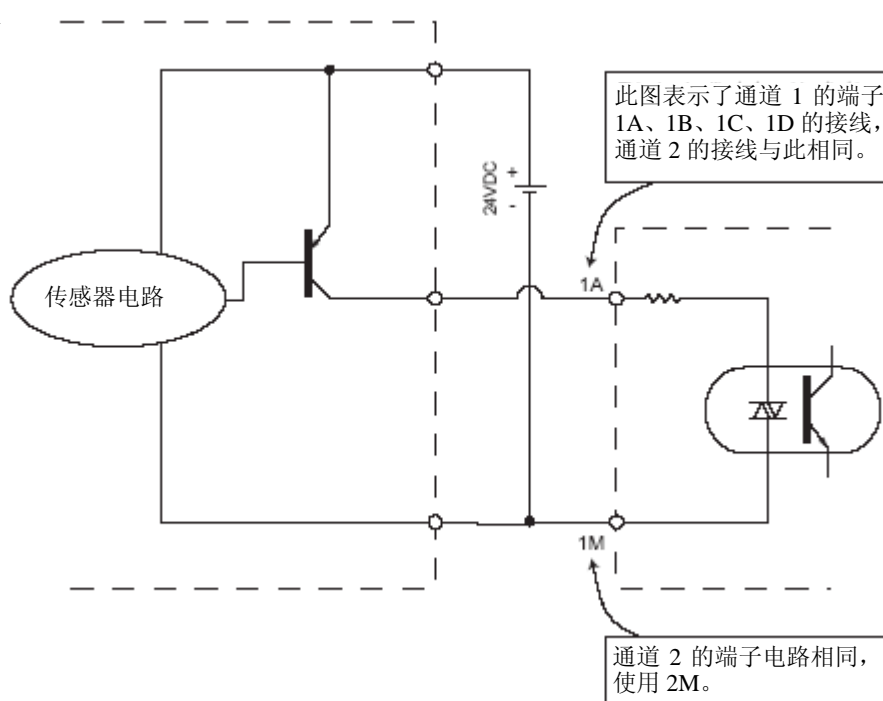 此图表示了通道 1 的端子
1A、1B、1C、1D 的接线，
通道 2 的接线与此相同。
24VDC
+
-
传感器电路
1A
1M
通道 2 的端子电路相同，
使用 2M。